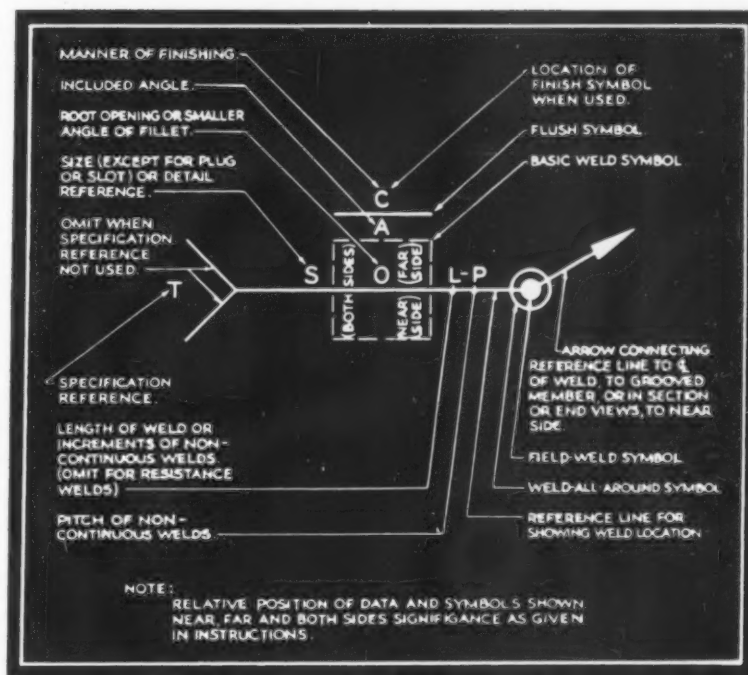 MANNER OF FINISHING.
INCLUDED ANGLE.
ROOT OPENING OR SMALLER
ANGLE OF FILLET.
SIZE (EXCEPT FOR PLUG
OR SLOT) OR DETAIL
REFERENCE.
OMIT WHEN
SPECIFICATION
REFERENCE
NOT USED.
T
SPECIFICATION
REFERENCE.
LENGTH OF WELD OR
INCREMENTS OF NON-
CONTINUOUS WELDS
(OMIT FOR RESISTANCE
WELDS)
PITCH OF NON-
CONTINUOUS WELDS
C
A
S
O
L-P
(BOTH SIDES)
(FAR
SIDE)
(NEAR
SIDE)
LOCATION OF
FINISH SYMBOL
WHEN USED.
FLUSH SYMBOL
BASIC WELD SYMBOL
ARROW CONNECTING
REFERENCE LINE TO ℄
OF WELD, TO GROOVED
MEMBER, OR IN SECTION
OR END VIEWS, TO NEAR
SIDE.
FIELD-WELD SYMBOL
WELD-ALL AROUND SYMBOL
REFERENCE LINE FOR
SHOWING WELD LOCATION
NOTE:
RELATIVE POSITION OF DATA AND SYMBOLS SHOWN
NEAR, FAR AND BOTH SIDES SIGNIFIGANCE AS GIVEN
IN INSTRUCTIONS.